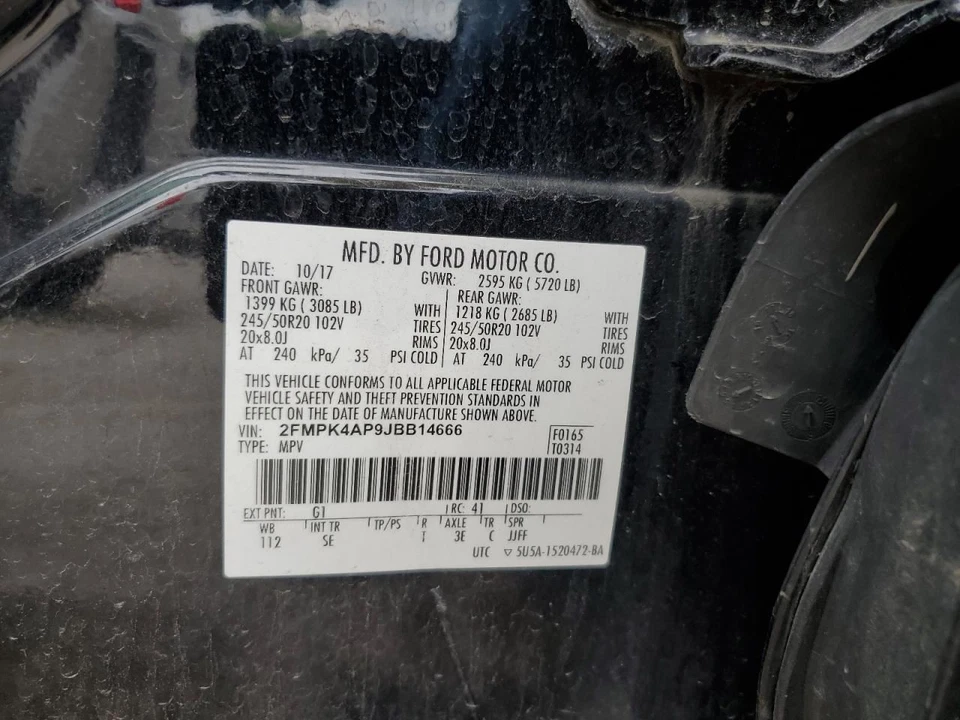 MFD. BY FORD MOTOR CO.
DATE: 10/17 GVWR: 2595 KG ( 5720 LB)
FRONT GAWR: REAR GAWR:
1399 KG ( 3085 LB) WITH 1218 KG ( 2685 LB) WITH
245/50R20 102V TIRES 245/50R20 102V TIRES
20x8.0J RIMS 20x8.0J RIMS
AT 240 kPa/ 35 PSI COLD AT 240 kPa/ 35 PSI COLD
THIS VEHICLE CONFORMS TO ALL APPLICABLE FEDERAL MOTOR
VEHICLE SAFETY AND THEFT PREVENTION STANDARDS IN
EFFECT ON THE DATE OF MANUFACTURE SHOWN ABOVE.
VIN: 2FMPK4AP9JBB14666 F0165
TYPE: MPV T0314
EXT PNT: G1 RC: 41 DSO:
WB INT TR TP/PS R AXLE TR SPR
112 SE T 3E C JJFF
UTC ▽ 5U5A-1520472-BA